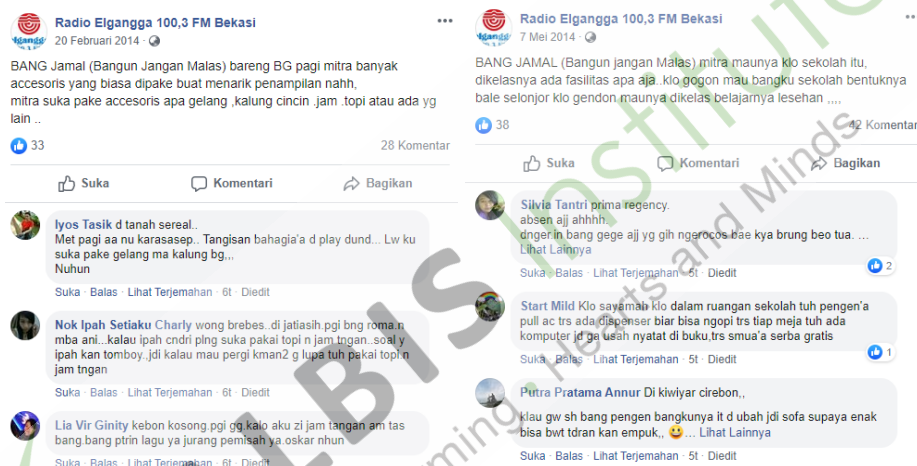 Radio Elgangga 100,3 FM Bekasi
20 Februari 2014 ·
BANG Jamal (Bangun Jangan Malas) bareng BG pagi mitra banyak
accesoris yang biasa dipake buat menarik penampilan nahh,
mitra suka pake accesoris apa gelang ,kalung cincin .jam .topi atau ada yg
lain ..
33
28 Komentar
Suka
Komentari
Bagikan
Iyos Tasik d tanah sereal..
Met pagi aa nu karasasep.. Tangisan bahagia'a d play dund... Lw ku
suka pake gelang ma kalung bg,,,
Nuhun
Suka · Balas · Lihat Terjemahan · 6t · Diedit
Nok Ipah Setiaku Charly wong brebes..di jatiasih.pgi bng roma.n
mba ani...kalau ipah cndri plng suka pakai topi n jam tngan...soal y
ipah kan tomboy..jdi kalau mau pergi kman2 g lupa tuh pakai topi.n
jam tngan
Suka · Balas · Lihat Terjemahan · 6t · Diedit
Lia Vir Ginity kebon kosong.pgi gg.kalo aku zi jam tangan am tas
bang.bang ptrin lagu ya jurang pemisah ya.oskar nhun
Suka · Balas · Lihat Terjemahan · 6t · Diedit
Radio Elgangga 100,3 FM Bekasi
7 Mei 2014 ·
BANG JAMAL (Bangun jangan Malas) mitra maunya klo sekolah itu,
dikelasnya ada fasilitas apa aja..klo gogon mau bangku sekolah bentuknya
bale selonjor klo gendon maunya dikelas belajarnya lesehan ,,,,
38
42 Komentar
Suka
Komentari
Bagikan
Silvia Tantri prima regency.
absen ajj ahhhh.
dnger in bang gege ajj yg gih ngerocos bae kya brung beo tua. ...
Lihat Lainnya
2
Suka · Balas · Lihat Terjemahan · 5t · Diedit
Start Mild Klo sayamah klo dalam ruangan sekolah tuh pengen'a
pull ac trs ada dispenser biar bisa ngopi trs tiap meja tuh ada
komputer jd ga usah nyatat di buku,trs smua'a serba gratis
1
Suka · Balas · Lihat Terjemahan · 5t · Diedit
Putra Pratama Annur Di kiwiyar cirebon,,
klau gw sh bang pengen bangkunya it d ubah jdi sofa supaya enak
bisa bwt tdran kan empuk,, 😃... Lihat Lainnya
Suka · Balas · Lihat Terjemahan · 5t · Diedit
LBIS Institute
ming · Hearts and Minds